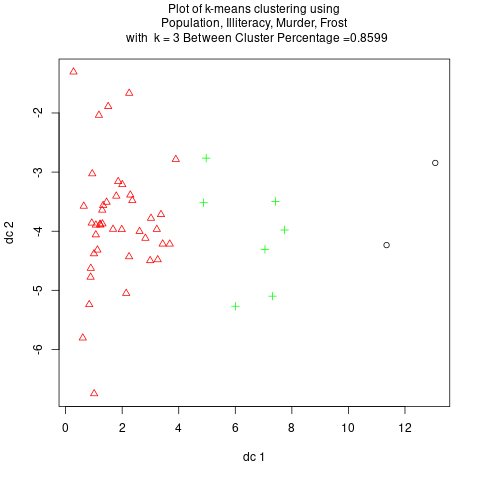 Plot of k-means clustering using
Population, Illiteracy, Murder, Frost
with k = 3 Between Cluster Percentage =0.8599
-2
-3
-4
-5
-6
dc 2
0 2 4 6 8 10 12
dc 1